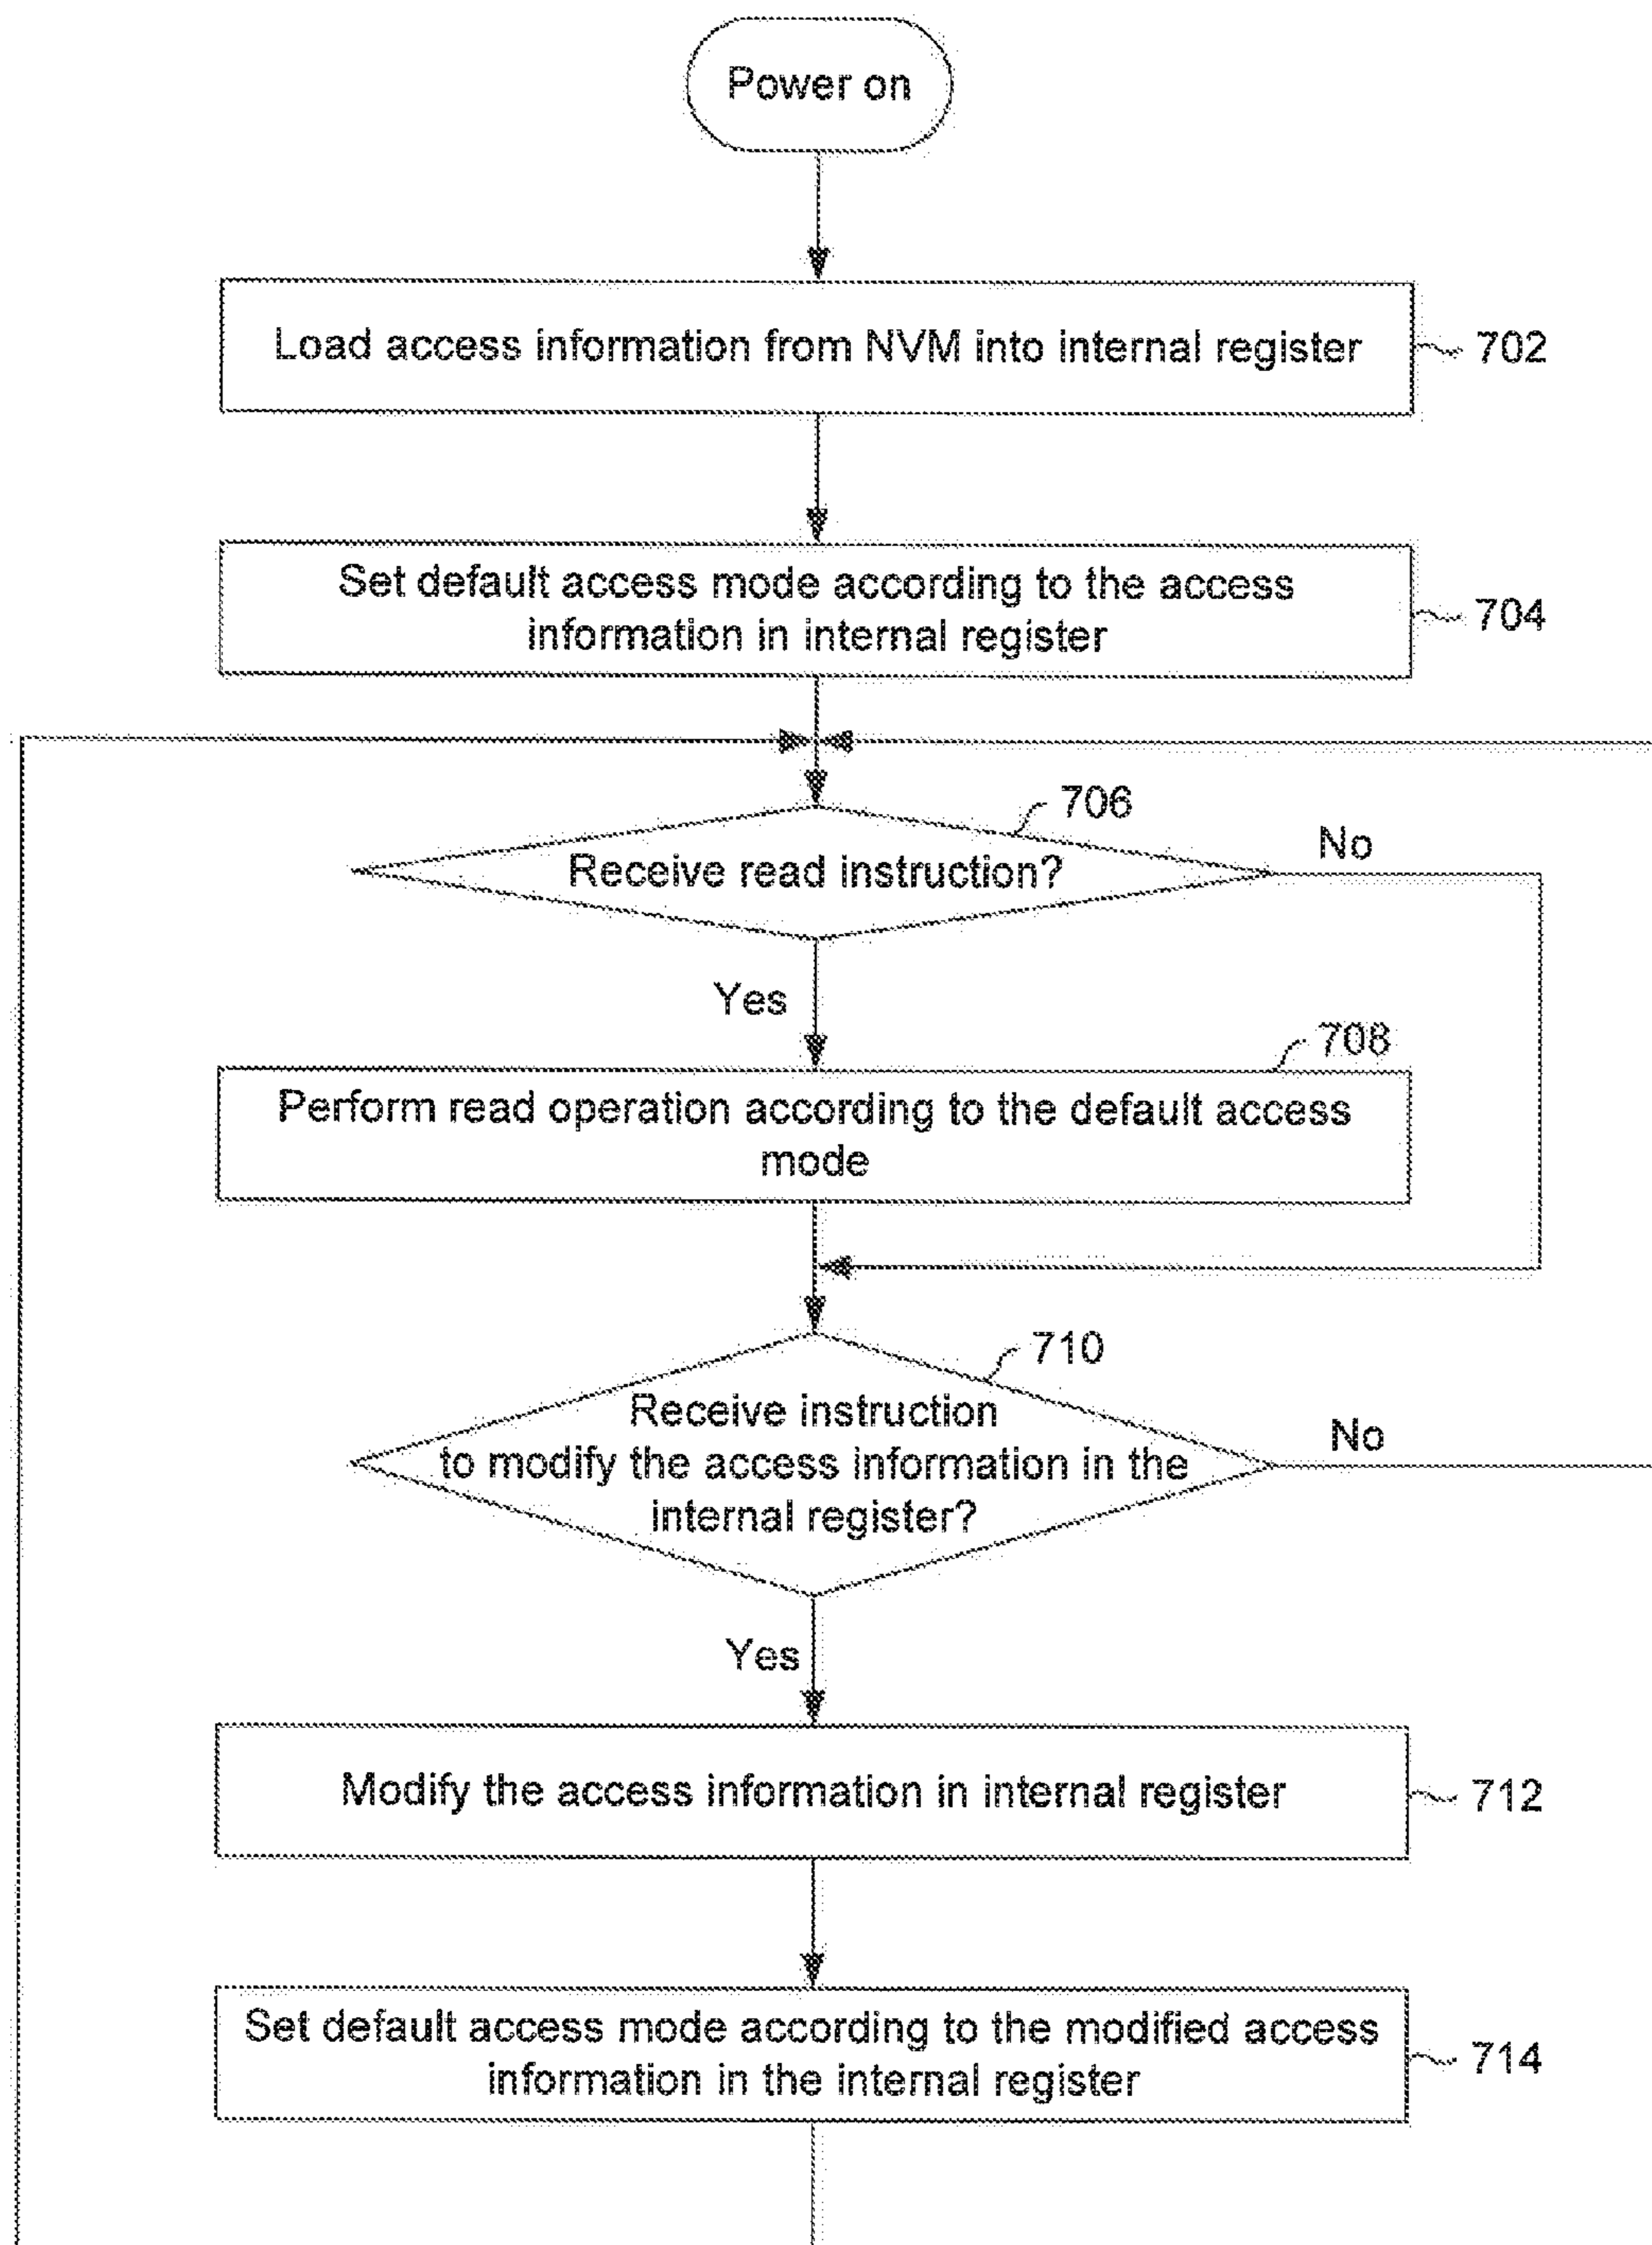 Power on
Load access information from NVM into internal register
702
Set default access mode according to the access
information in internal register
704
706
Receive read instruction?
No
Yes
708
Perform read operation according to the default access
mode
710
Receive instruction
to modify the access information in the
internal register?
No
Yes
Modify the access information in internal register
712
Set default access mode according to the modified access
information in the internal register
714